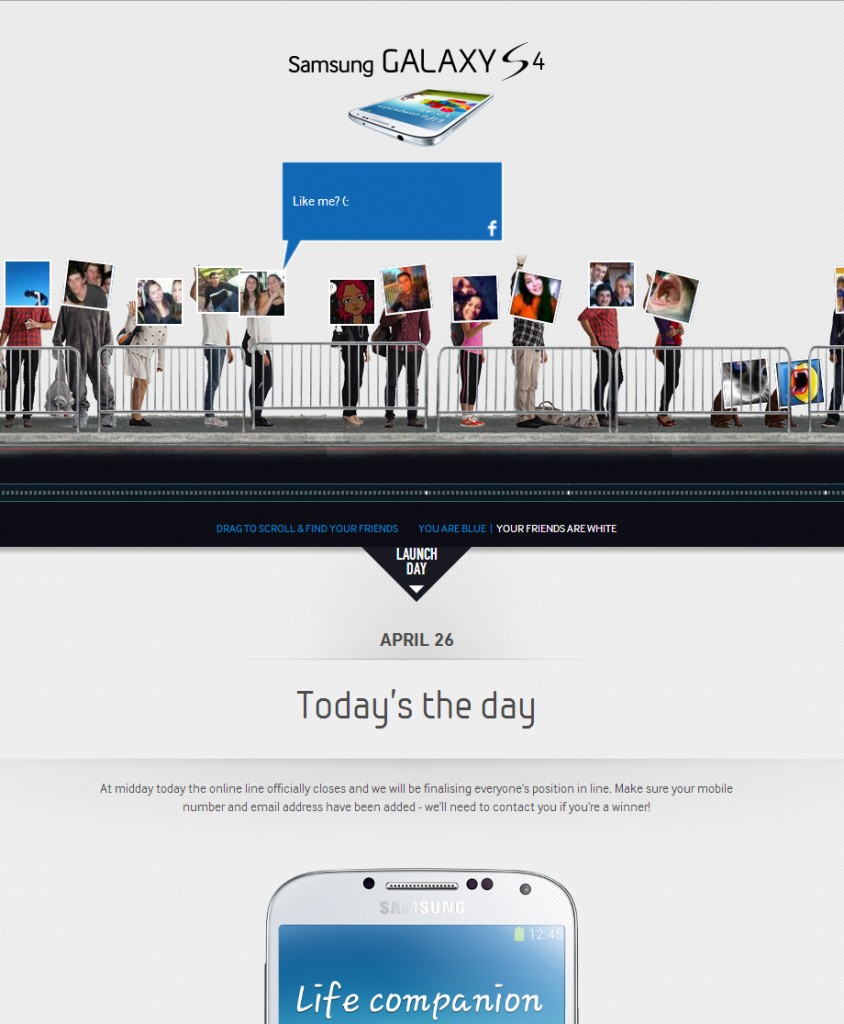 Samsung GALAXY S4
Life companion
Like me? (:
f
DRAG TO SCROLL & FIND YOUR FRIENDS YOU ARE BLUE | YOUR FRIENDS ARE WHITE
LAUNCH
DAY
APRIL 26
Today's the day
At midday today the online line officially closes and we will be finalising everyone's position in line. Make sure your mobile
number and email address have been added - we'll need to contact you if you're a winner!
SAMSUNG
12:45
Life companion